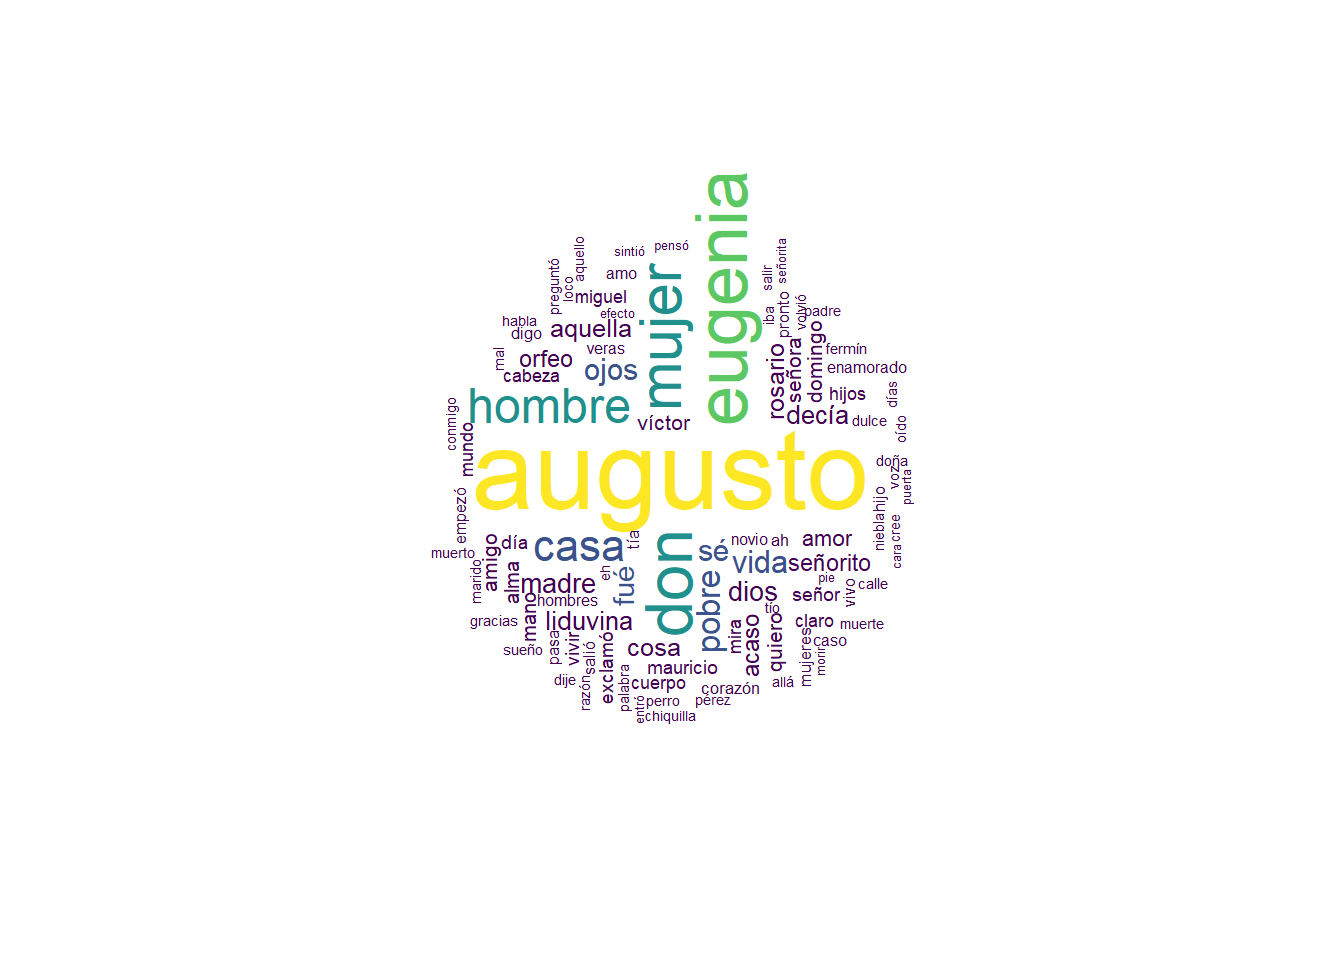 eugenia
sintió
pensó
aquello
señorita
mujer
amo
salir
preguntó
loco
miguel
efecto
iba
pronto
volvió
padre
habla
digo
aquella
veras
mal
orfeo
cabeza
ojos
rosario
señora
domingo
fermín
enamorado
hombre
víctor
decía
hijos
dulce
días
oído
conmigo
mundo
augusto
doña
voz
puerta
empezó
niebla
hijo
cree
cara
muerto
amigo
día
casa
tía
don
sé
novio
ah
amor
marido
alma
madre
eh
fué
pobre
vida
señorito
pie
vivo
calle
hombres
dios
señor
gracias
mano
liduvina
tío
claro
muerte
sueño
pasa
vivir
salió
exclamó
cosa
mira
acaso
quiero
mujeres
caso
morir
mauricio
dije
razón
palabra
cuerpo
corazón
allá
entró
perro
pérez
chiquilla